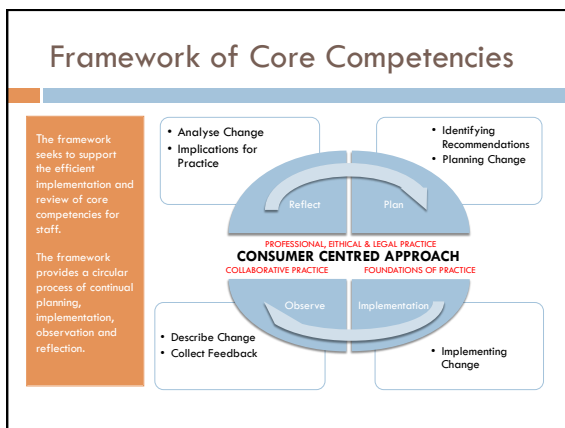 Framework of Core Competencies
The framework
seeks to support
the efficient
implementation and
review of core
competencies for
staff.
The framework
provides a circular
process of continual
planning,
implementation,
observation and
reflection.
• Analyse Change
• Implications for
Practice
• Identifying
Recommendations
• Planning Change
Reflect
Plan
PROFESSIONAL, EITHICAL & LEGAL PRACTICE
CONSUMER CENTRED APPROACH
COLLABORATIVE PRACTICE
FOUNDATIONS OF PRACTICE
Observe
Implementation
• Describe Change
• Collect Feedback
• Implementing
Change